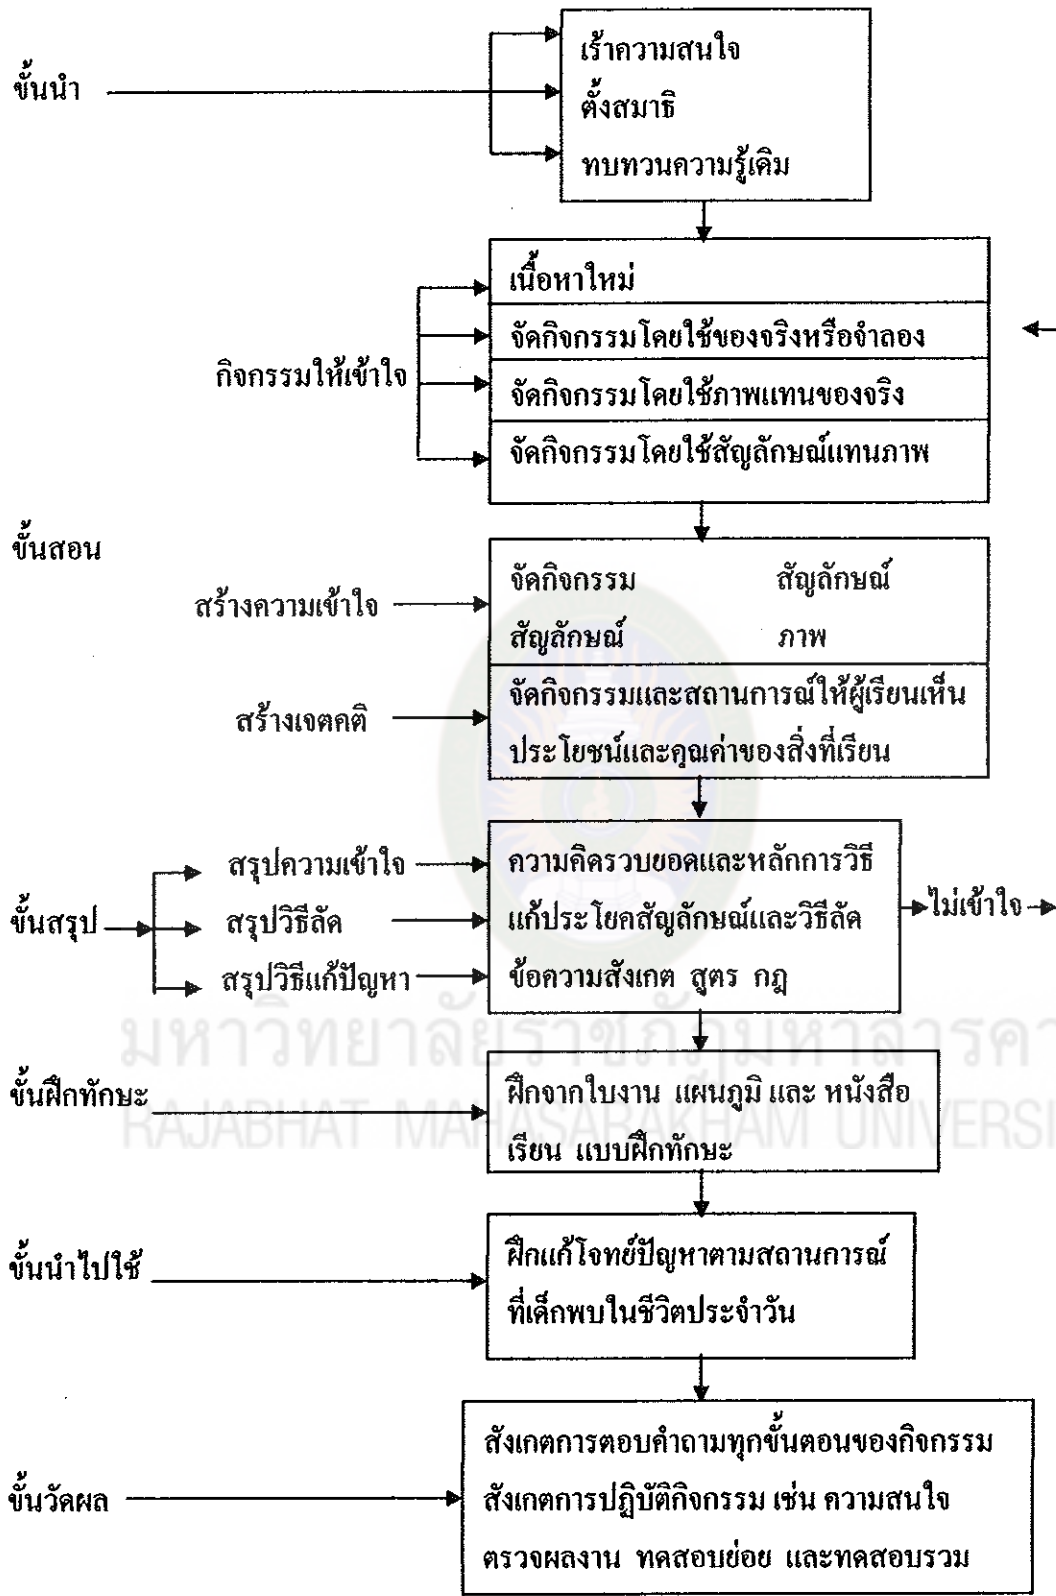 เร้าความสนใจ
ขั้นนำ
ตั้งสมาธิ
ทบทวนความรู้เดิม
เนื้อหาใหม่
จัดกิจกรรมโดยใช้ของจริงหรือจำลอง
กิจกรรมให้เข้าใจ
จัดกิจกรรมโดยใช้ภาพแทนของจริง
จัดกิจกรรมโดยใช้สัญลักษณ์แทนภาพ
ขั้นสอน
จัดกิจกรรม สัญลักษณ์
สร้างความเข้าใจ
สัญลักษณ์ ภาพ
จัดกิจกรรมและสถานการณ์ให้ผู้เรียนเห็น
สร้างเจตคติ
ประโยชน์และคุณค่าของสิ่งที่เรียน
สรุปความเข้าใจ ความคิดรวบยอดและหลักการวิธี
ขั้นสรุป สรุปวิธีลัด แก้ประโยคสัญลักษณ์และวิธีลัด ไม่เข้าใจ
สรุปวิธีแก้ปัญหา ข้อความสังเกต สูตร กฎ
มหาวิทยาลัยราชภัฏมหาสารคา
ขั้นฝึกทักษะ ฝึกจากใบงาน แผนภูมิ และ หนังสือ
RAJABHAT MAHASARAKHAM UNIVERSI
เรียน แบบฝึกทักษะ
ขั้นนำไปใช้ ฝึกแก้โจทย์ปัญหาตามสถานการณ์
ที่เด็กพบในชีวิตประจำวัน
สังเกตการตอบคำถามทุกขั้นตอนของกิจกรรม
ขั้นวัดผล สังเกตการปฏิบัติกิจกรรม เช่น ความสนใจ
ตรวจผลงาน ทดสอบย่อย และทดสอบรวม